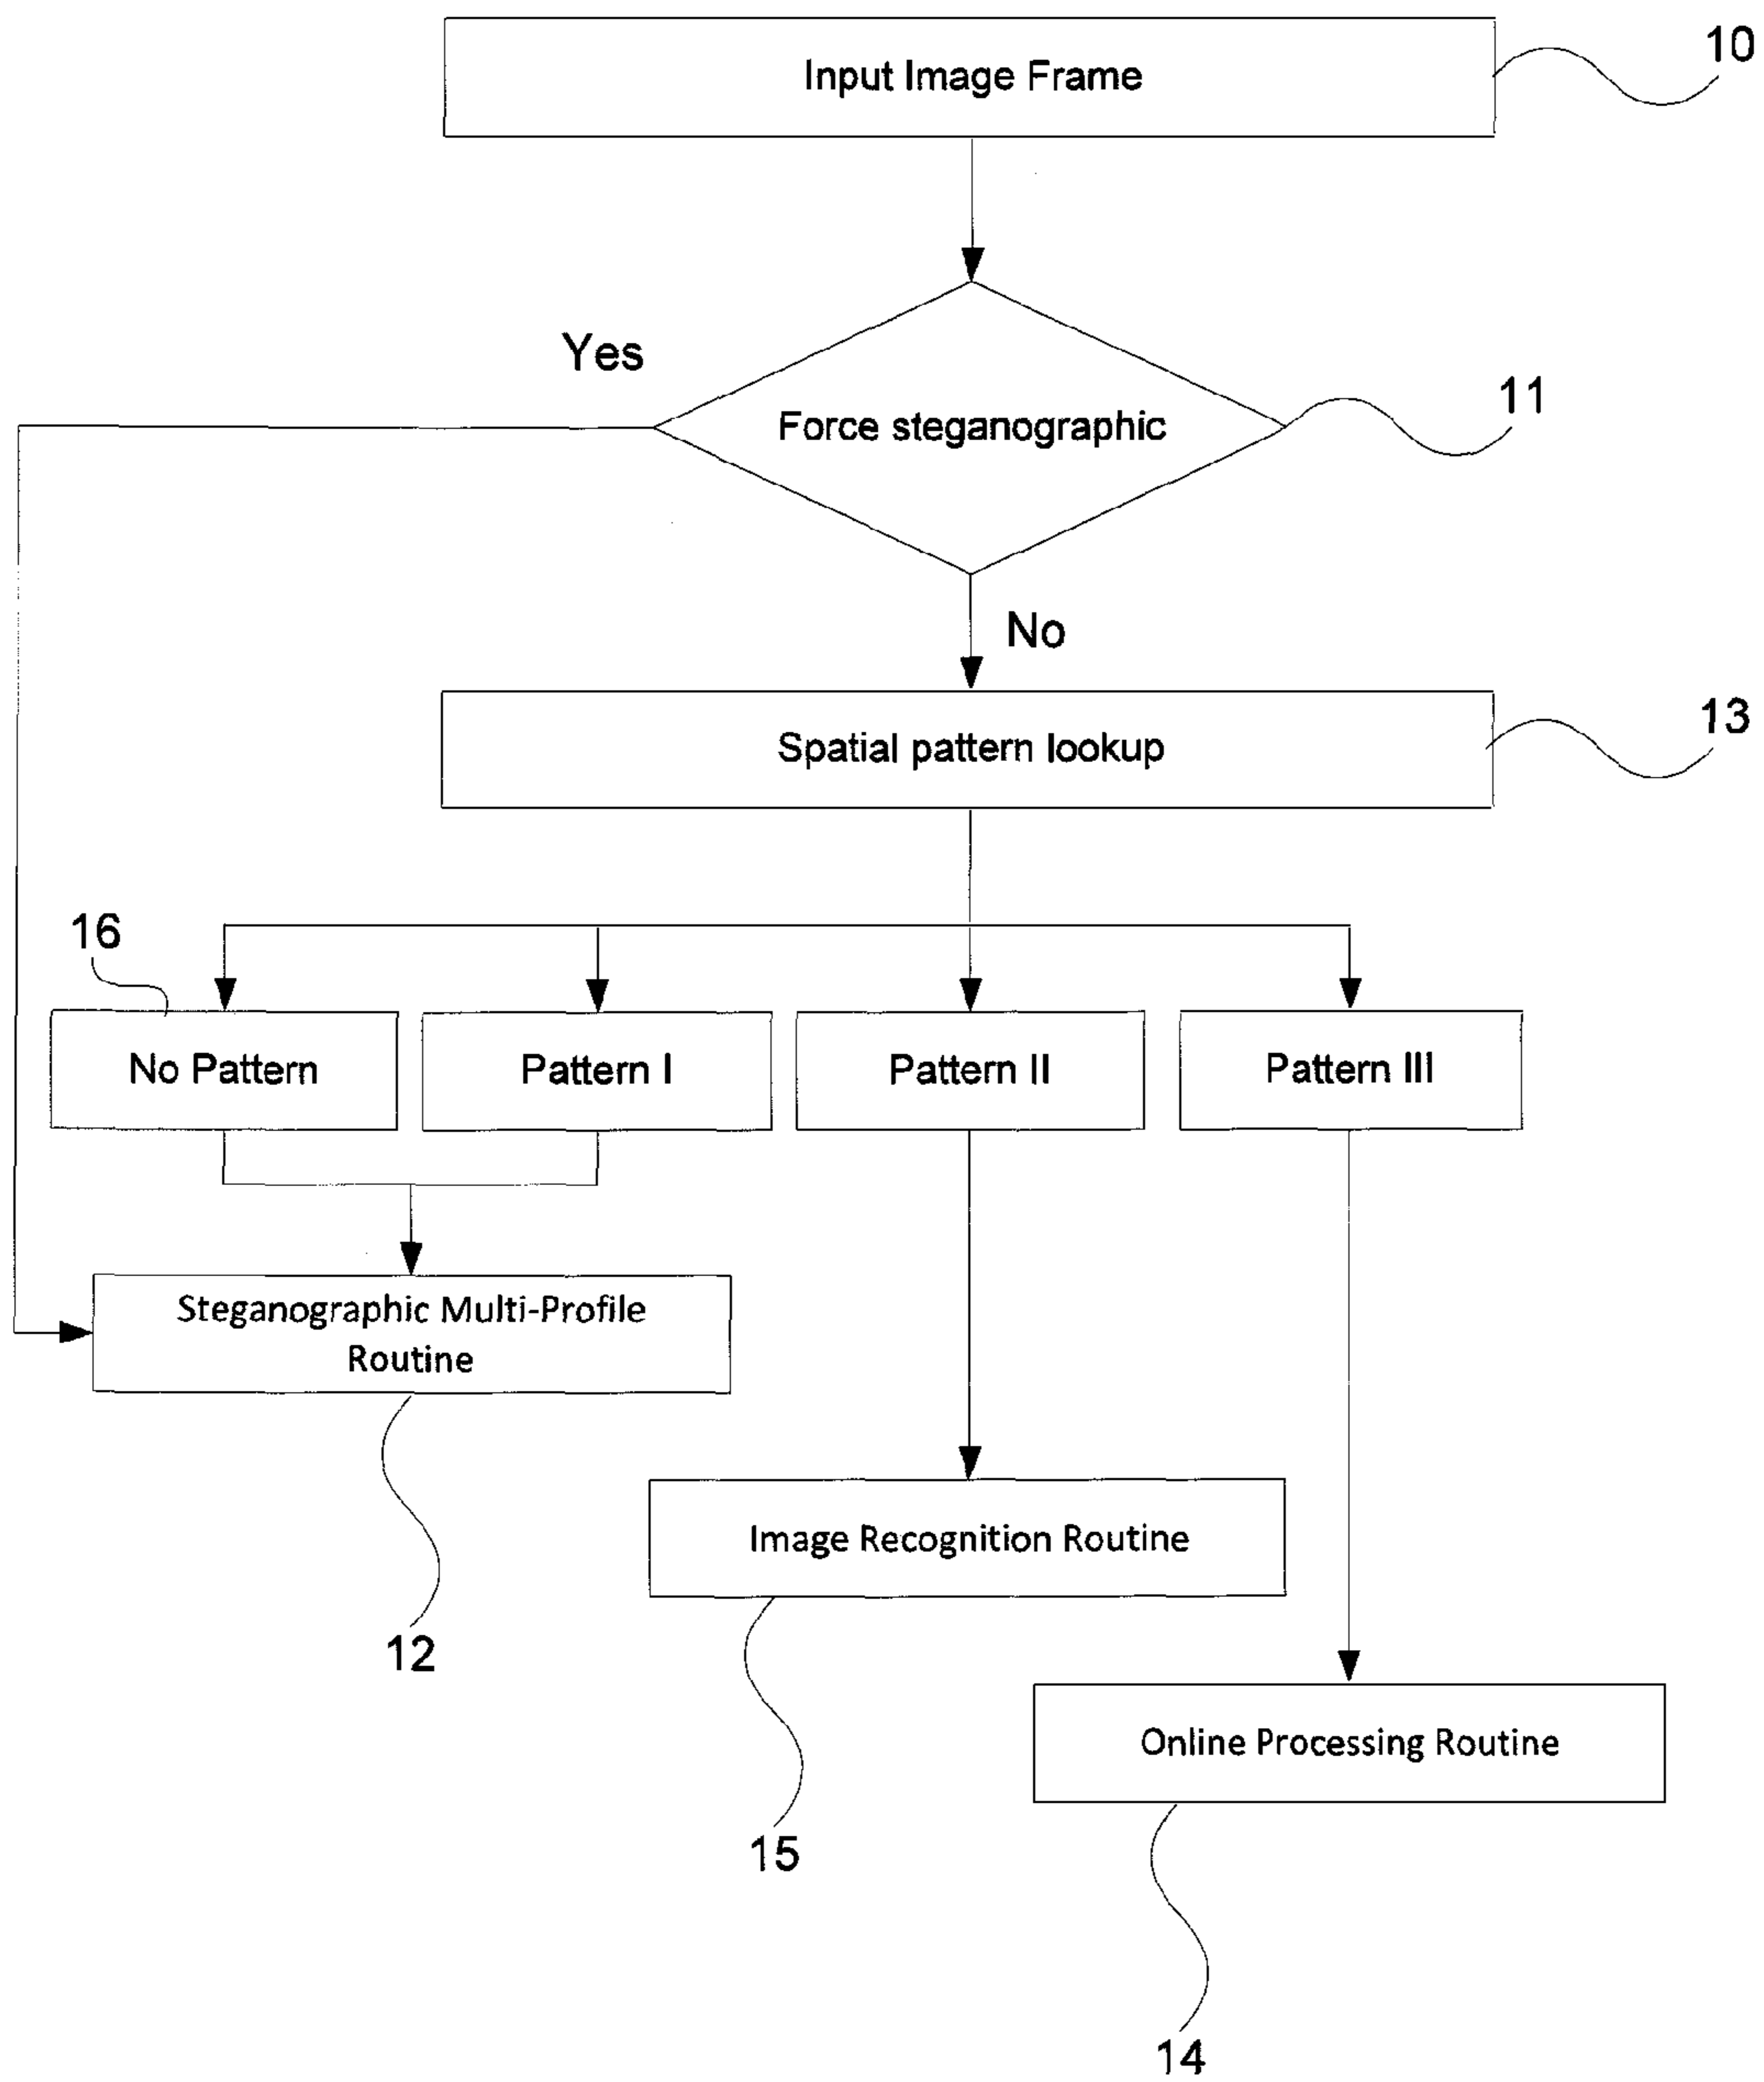 Input Image Frame
10
Yes
Force steganographic
11
No
Spatial pattern lookup
13
16
No Pattern
Pattern I
Pattern II
Pattern III
Steganographic Multi-Profile
Routine
Image Recognition Routine
12
Online Processing Routine
15
14